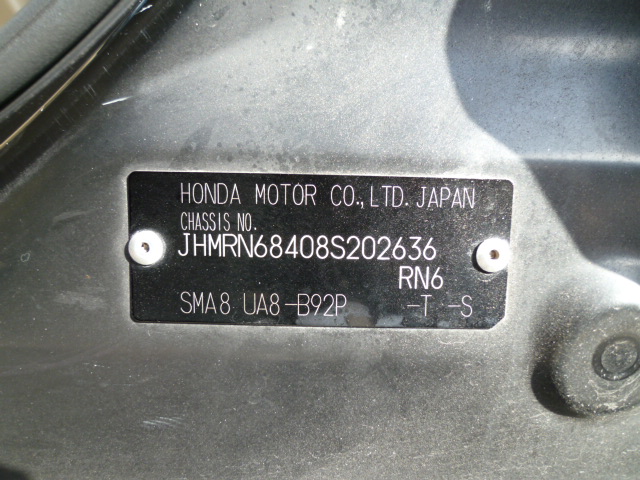 HONDA MOTOR CO.,LTD. JAPAN
CHASSIS NO.
JHMRN68408S202636
RN6
SMA8 UA8-B92P -T -S